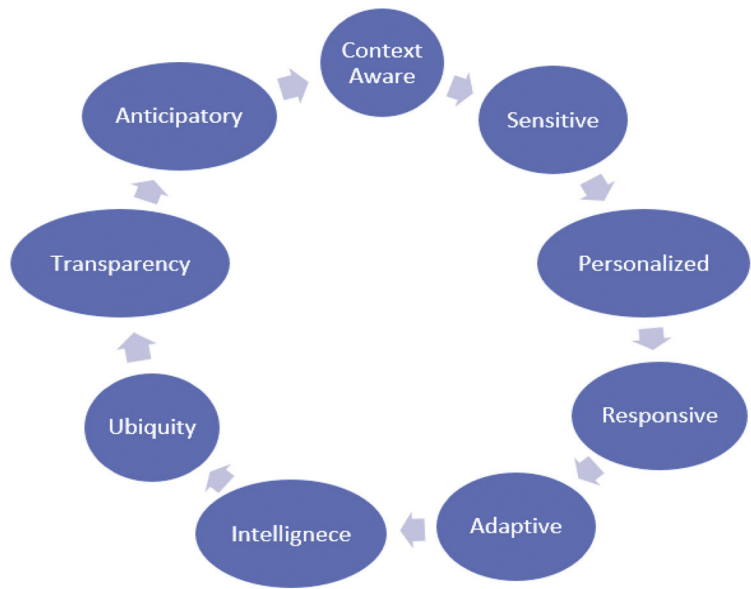 Context
Aware
Sensitive
Personalized
Responsive
Adaptive
Intellignece
Ubiquity
Transparency
Anticipatory